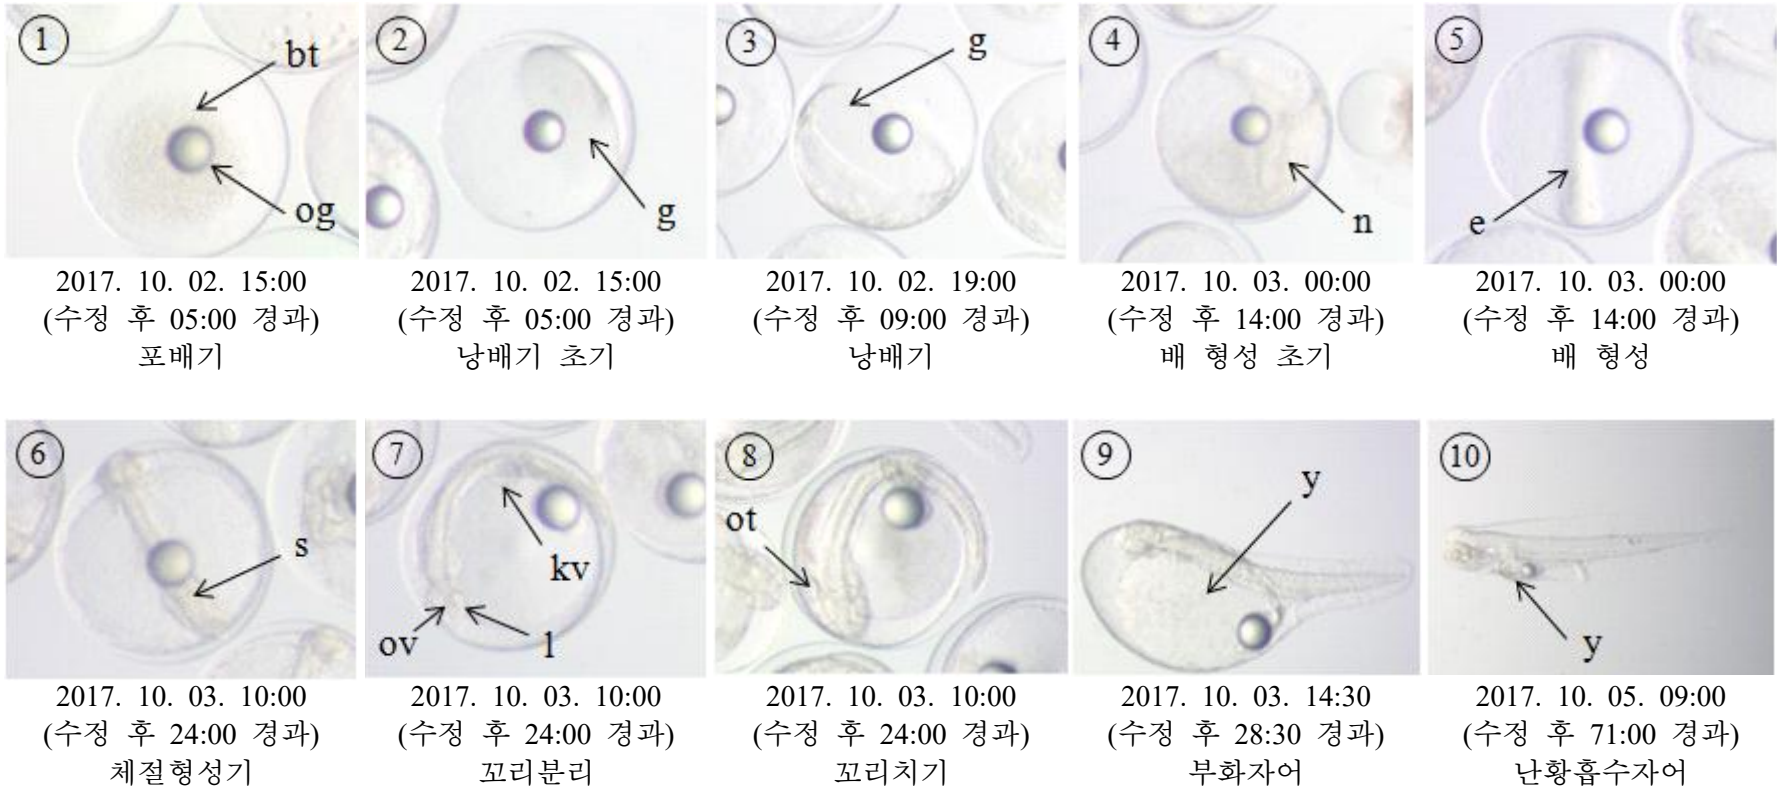 ① bt og
② g
③ g
④ n
⑤ e
2017. 10. 02. 15:00
(수정 후 05:00 경과)
포배기
2017. 10. 02. 15:00
(수정 후 05:00 경과)
낭배기 초기
2017. 10. 02. 19:00
(수정 후 09:00 경과)
낭배기
2017. 10. 03. 00:00
(수정 후 14:00 경과)
배 형성 초기
2017. 10. 03. 00:00
(수정 후 14:00 경과)
배 형성
⑥ s
⑦ kv ov l
⑧ ot
⑨ y
⑩ y
2017. 10. 03. 10:00
(수정 후 24:00 경과)
체절형성기
2017. 10. 03. 10:00
(수정 후 24:00 경과)
꼬리분리
2017. 10. 03. 10:00
(수정 후 24:00 경과)
꼬리치기
2017. 10. 03. 14:30
(수정 후 28:30 경과)
부화자어
2017. 10. 05. 09:00
(수정 후 71:00 경과)
난황흡수자어